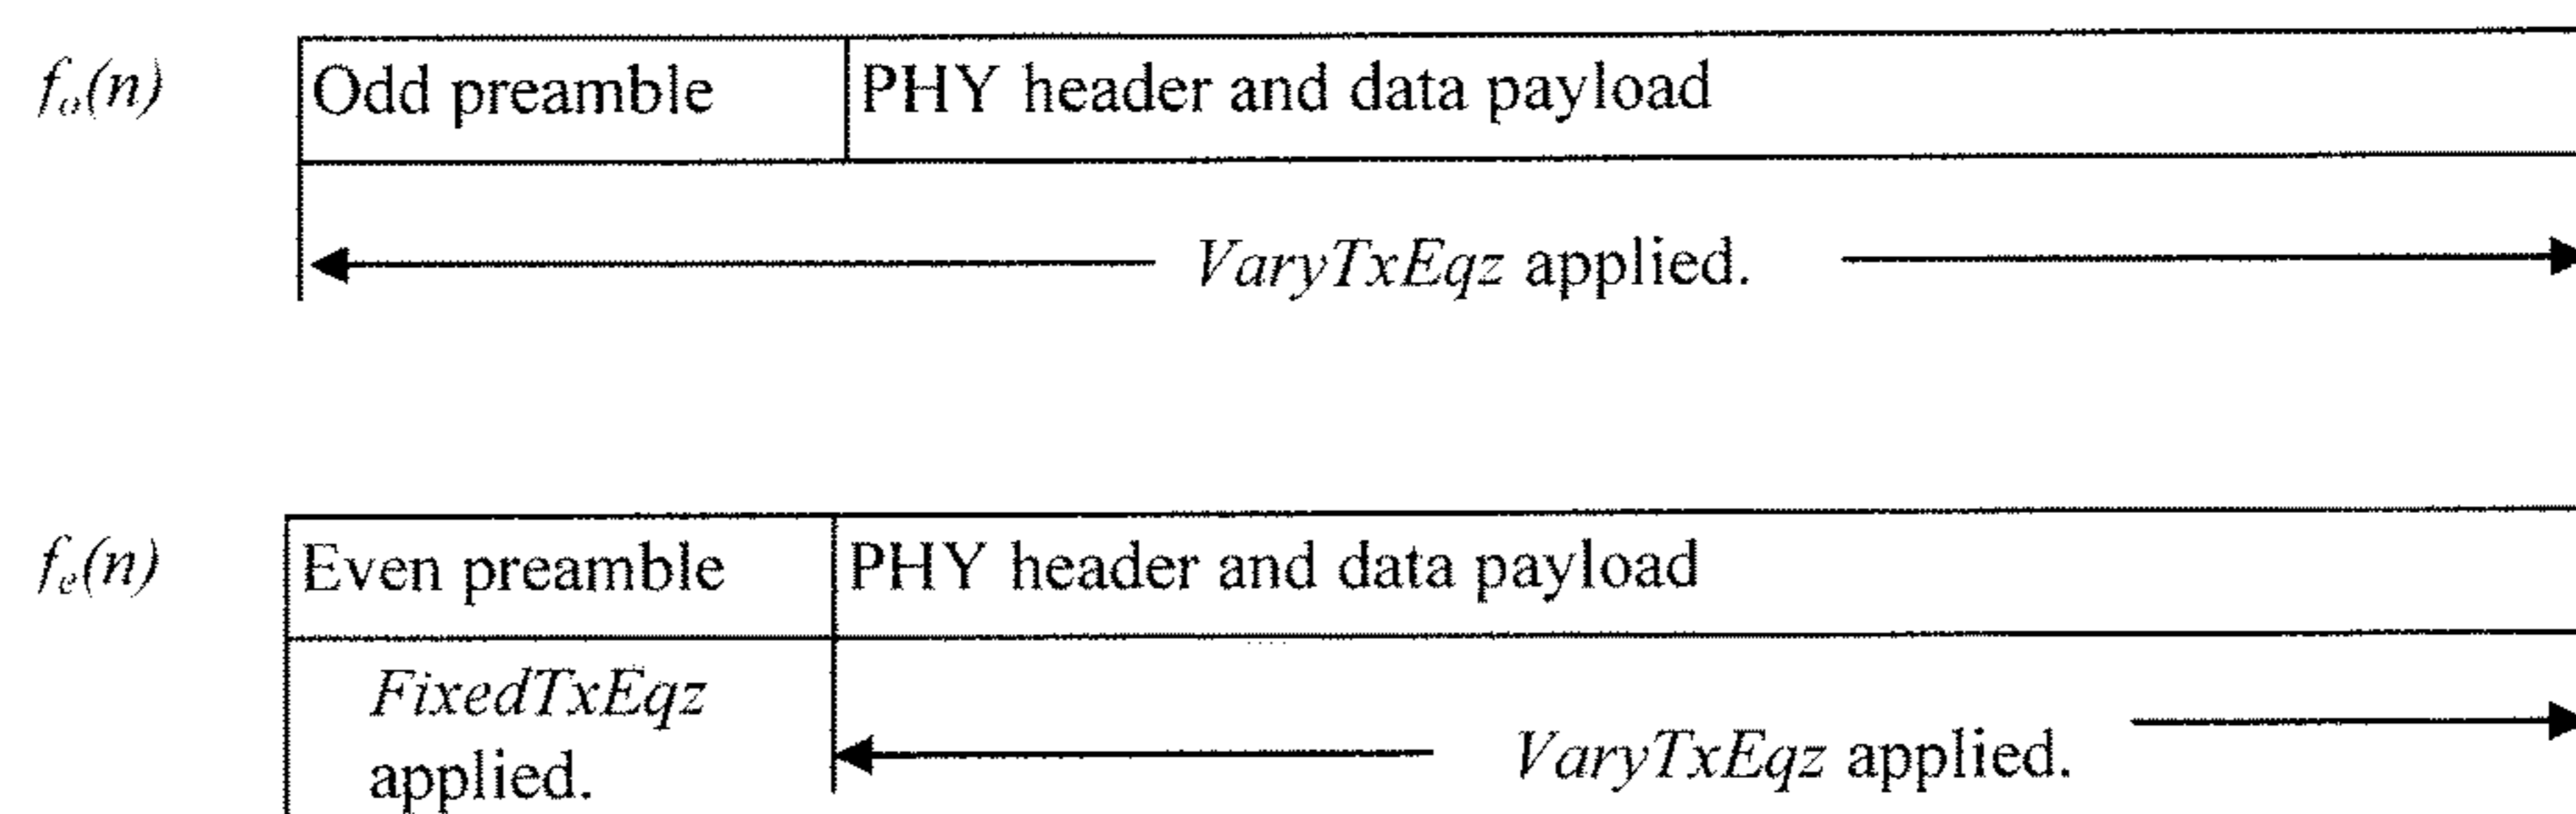 fₒ(n)
Odd preamble
PHY header and data payload
VaryTxEqz applied.
fₑ(n)
Even preamble
PHY header and data payload
FixedTxEqz
applied.
VaryTxEqz applied.